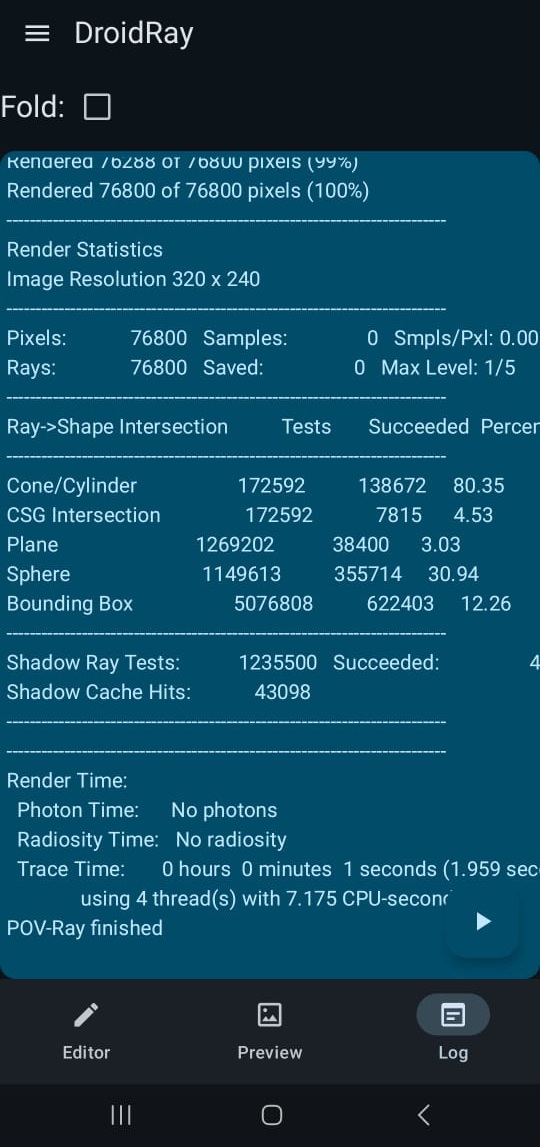 DroidRay
Fold:
Rendered 76288 of 76800 pixels (99%)
Rendered 76800 of 76800 pixels (100%)
----------------------------------------------------------------------
Render Statistics
Image Resolution 320 x 240
----------------------------------------------------------------------
Pixels: 76800 Samples: 0 Smpls/Pxl: 0.00
Rays: 76800 Saved: 0 Max Level: 1/5
----------------------------------------------------------------------
Ray->Shape Intersection Tests Succeeded Percen
----------------------------------------------------------------------
Cone/Cylinder 172592 138672 80.35
CSG Intersection 172592 7815 4.53
Plane 1269202 38400 3.03
Sphere 1149613 355714 30.94
Bounding Box 5076808 622403 12.26
----------------------------------------------------------------------
Shadow Ray Tests: 1235500 Succeeded: 4
Shadow Cache Hits: 43098
----------------------------------------------------------------------
----------------------------------------------------------------------
Render Time:
Photon Time: No photons
Radiosity Time: No radiosity
Trace Time: 0 hours 0 minutes 1 seconds (1.959 sec
using 4 thread(s) with 7.175 CPU-second
POV-Ray finished
Editor
Preview
Log